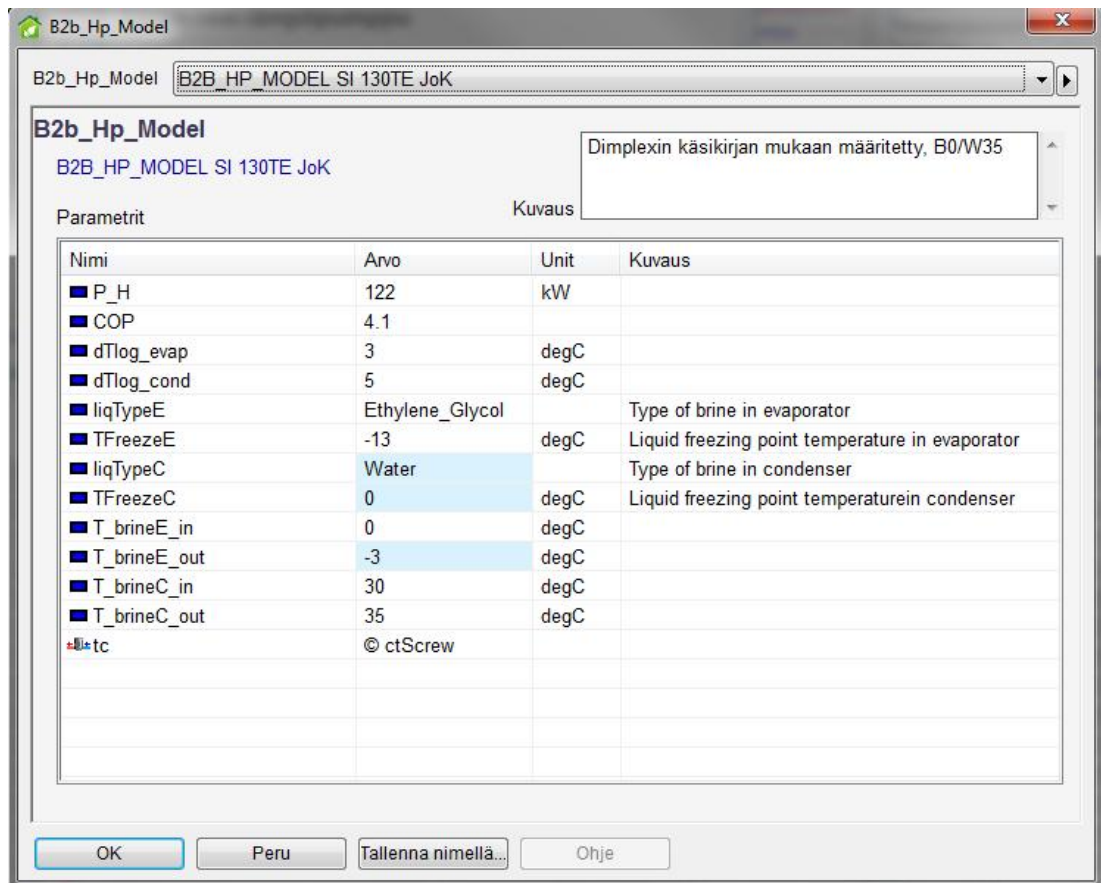 B2b_Hp_Model
B2b_Hp_Model B2B_HP_MODEL SI 130TE JoK
B2b_Hp_Model
B2B_HP_MODEL SI 130TE JoK
Dimplexin käsikirjan mukaan määritetty, B0/W35
Kuvaus
Parametrit
Nimi Arvo Unit Kuvaus
P_H 122 kW
COP 4.1
dTlog_evap 3 degC
dTlog_cond 5 degC
liqTypeE Ethylene_Glycol Type of brine in evaporator
TFreezeE -13 degC Liquid freezing point temperature in evaporator
liqTypeC Water Type of brine in condenser
TFreezeC 0 degC Liquid freezing point temperaturein condenser
T_brineE_in 0 degC
T_brineE_out -3 degC
T_brineC_in 30 degC
T_brineC_out 35 degC
tc © ctScrew
OK Peru Tallenna nimellä... Ohje